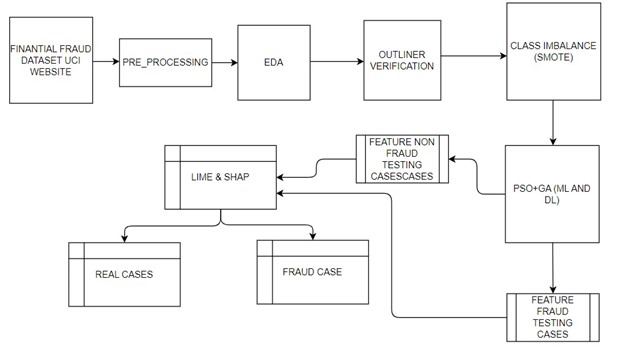 FINANTIAL FRAUD
DATASET UCI
WEBSITE
PRE_PROCESSING
EDA
OUTLINER
VERIFICATION
CLASS IMBALANCE
(SMOTE)
FEATURE NON
FRAUD
TESTING
CASESCASES
LIME & SHAP
PSO+GA (ML AND
DL)
REAL CASES
FRAUD CASE
FEATURE
FRAUD
TESTING
CASES